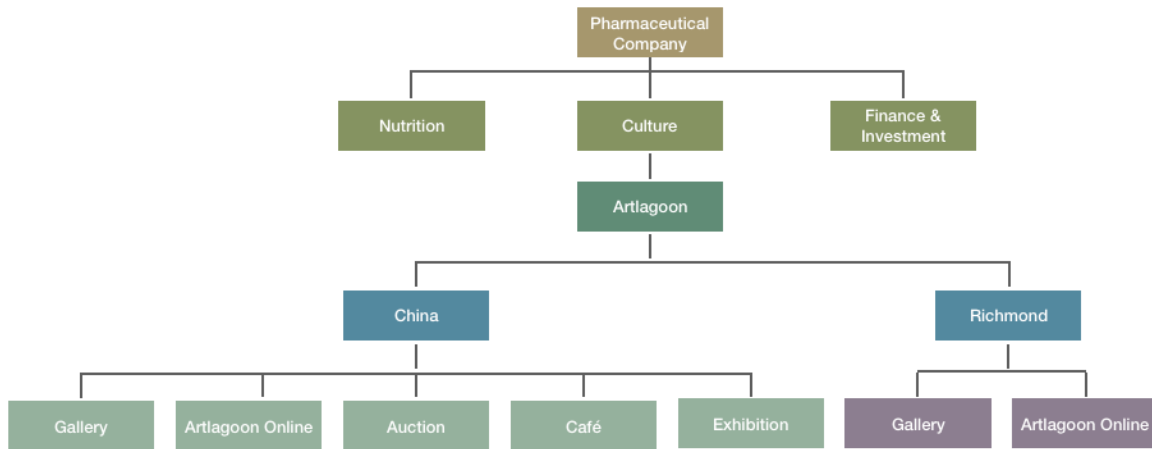 Pharmaceutical
Company
Nutrition
Culture
Finance &
Investment
Artlagoon
China
Richmond
Gallery
Artlagoon Online
Auction
Café
Exhibition
Gallery
Artlagoon Online